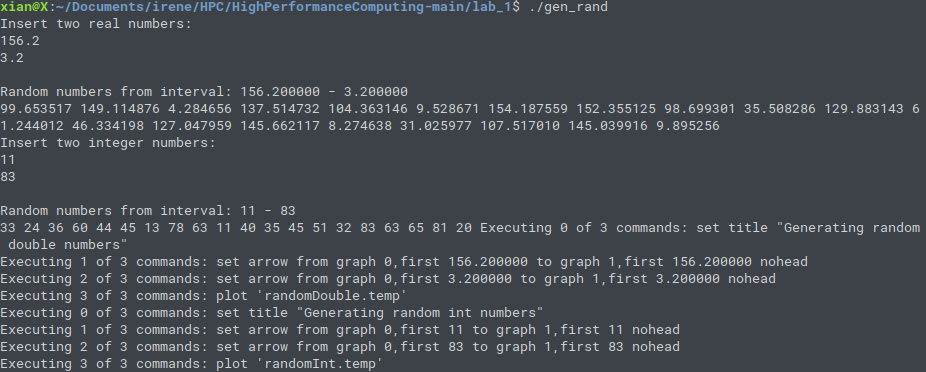 xian@X:~/Documents/irene/HPC/HighPerformanceComputing-main/lab_1$ ./gen_rand
Insert two real numbers:
156.2
3.2
Random numbers from interval: 156.200000 - 3.200000
99.653517 149.114876 4.284656 137.514732 104.363146 9.528671 154.187559 152.355125 98.699301 35.508286 129.883143 6
1.244012 46.334198 127.047959 145.662117 8.274638 31.025977 107.517010 145.039916 9.895256
Insert two integer numbers:
11
83
Random numbers from interval: 11 - 83
33 24 36 60 44 45 13 78 63 11 40 35 45 51 32 83 63 65 81 20 Executing 0 of 3 commands: set title "Generating random
 double numbers"
Executing 1 of 3 commands: set arrow from graph 0,first 156.200000 to graph 1,first 156.200000 nohead
Executing 2 of 3 commands: set arrow from graph 0,first 3.200000 to graph 1,first 3.200000 nohead
Executing 3 of 3 commands: plot 'randomDouble.temp'
Executing 0 of 3 commands: set title "Generating random int numbers"
Executing 1 of 3 commands: set arrow from graph 0,first 11 to graph 1,first 11 nohead
Executing 2 of 3 commands: set arrow from graph 0,first 83 to graph 1,first 83 nohead
Executing 3 of 3 commands: plot 'randomInt.temp'